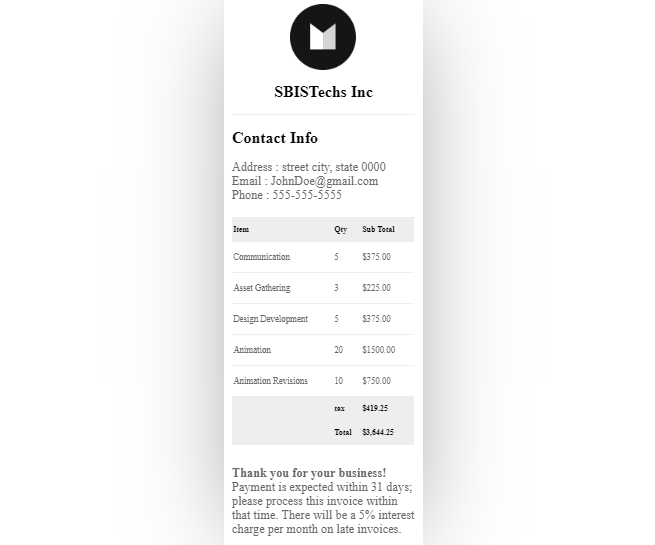 SBISTechs Inc
Contact Info
Address : street city, state 0000
Email : JohnDoe@gmail.com
Phone : 555-555-5555
Item Qty Sub Total
Communication 5 $375.00
Asset Gathering 3 $225.00
Design Development 5 $375.00
Animation 20 $1500.00
Animation Revisions 10 $750.00
tax $419.25
Total $3,644.25
Thank you for your business!
Payment is expected within 31 days;
please process this invoice within
that time. There will be a 5% interest
charge per month on late invoices.